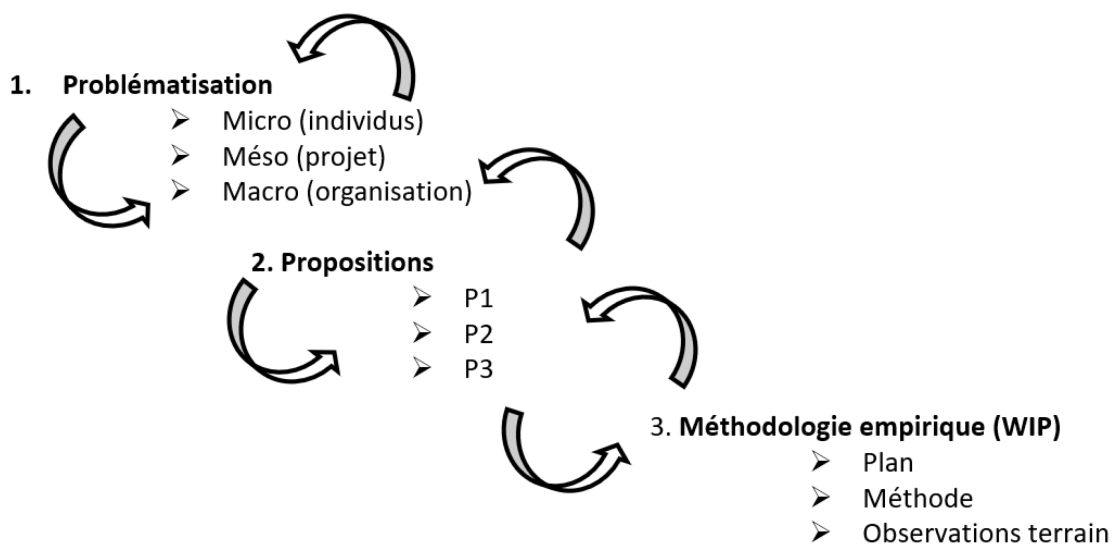 1. Problématisation
➢ Micro (individus)
➢ Méso (projet)
➢ Macro (organisation)
2. Propositions
➢ P1
➢ P2
➢ P3
3. Méthodologie empirique (WIP)
➢ Plan
➢ Méthode
➢ Observations terrain